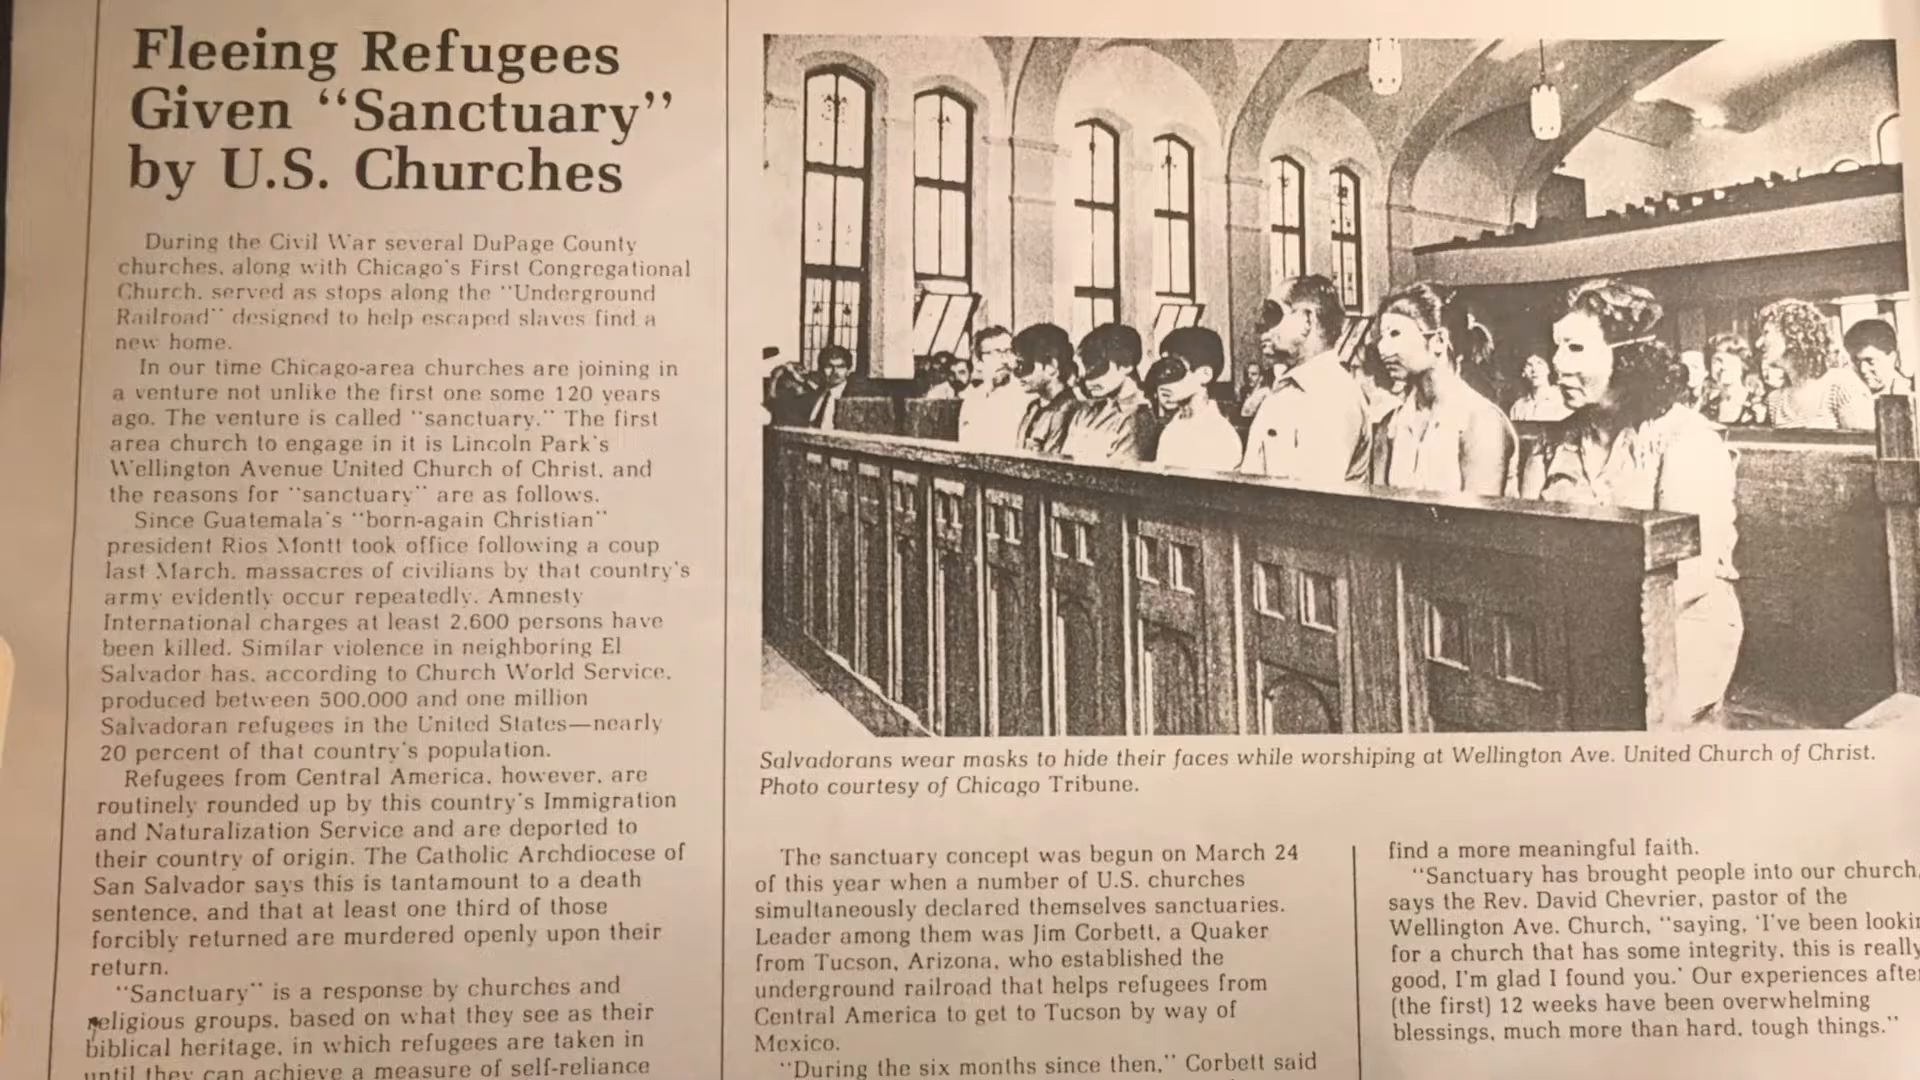 Fleeing Refugees
Given “Sanctuary”
by U.S. Churches
During the Civil War several DuPage County
churches, along with Chicago's First Congregational
Church, served as stops along the “Underground
Railroad” designed to help escaped slaves find a
new home.
In our time Chicago-area churches are joining in
a venture not unlike the first one some 120 years
ago. The venture is called “sanctuary.” The first
area church to engage in it is Lincoln Park's
Wellington Avenue United Church of Christ, and
the reasons for “sanctuary” are as follows.
Since Guatemala's “born-again Christian”
president Rios Montt took office following a coup
last March, massacres of civilians by that country's
army evidently occur repeatedly. Amnesty
International charges at least 2,600 persons have
been killed. Similar violence in neighboring El
Salvador has, according to Church World Service,
produced between 500,000 and one million
Salvadoran refugees in the United States—nearly
20 percent of that country's population.
Refugees from Central America, however, are
routinely rounded up by this country's Immigration
and Naturalization Service and are deported to
their country of origin. The Catholic Archdiocese of
San Salvador says this is tantamount to a death
sentence, and that at least one third of those
forcibly returned are murdered openly upon their
return.
“Sanctuary” is a response by churches and
religious groups, based on what they see as their
biblical heritage, in which refugees are taken in
until they can achieve a measure of self-reliance
Salvadorans wear masks to hide their faces while worshiping at Wellington Ave. United Church of Christ.
Photo courtesy of Chicago Tribune.
The sanctuary concept was begun on March 24
of this year when a number of U.S. churches
simultaneously declared themselves sanctuaries.
Leader among them was Jim Corbett, a Quaker
from Tucson, Arizona, who established the
underground railroad that helps refugees from
Central America to get to Tucson by way of
Mexico.
“During the six months since then,” Corbett said
find a more meaningful faith.
“Sanctuary has brought people into our church,
says the Rev. David Chevrier, pastor of the
Wellington Ave. Church, “saying, ‘I've been lookin
for a church that has some integrity, this is really
good, I'm glad I found you.’ Our experiences after
(the first) 12 weeks have been overwhelming
blessings, much more than hard, tough things.”